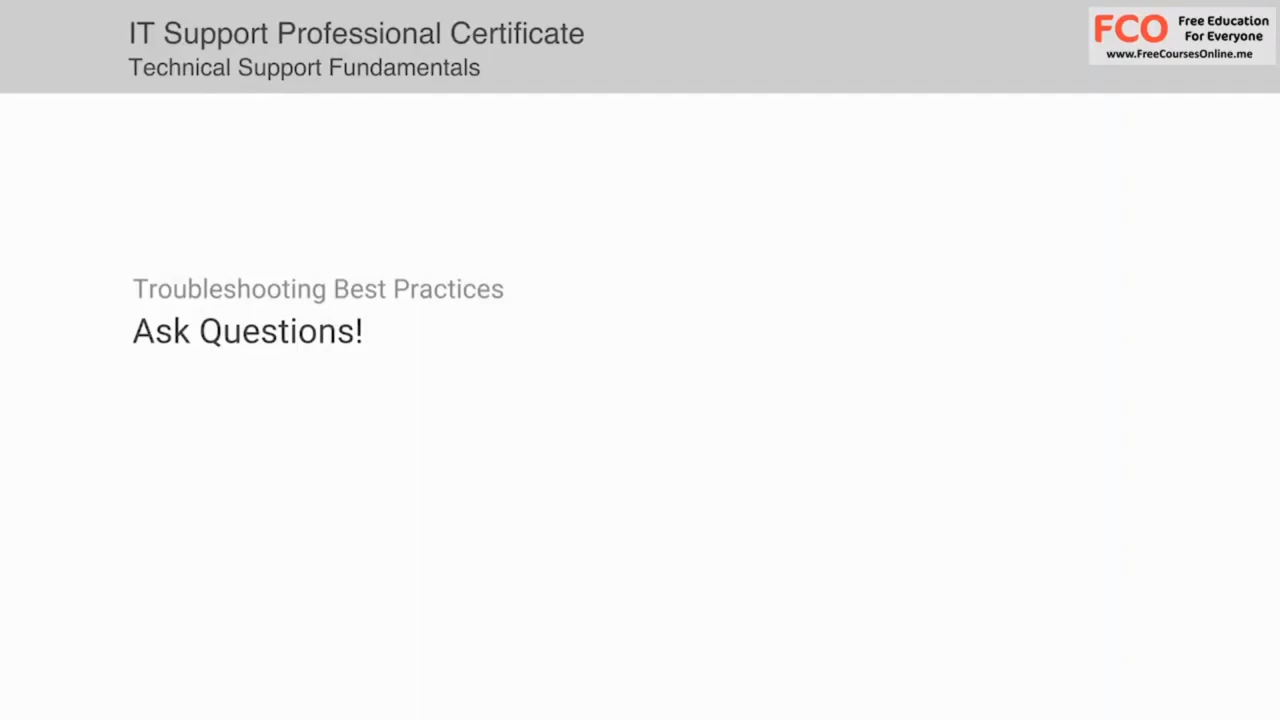 IT Support Professional Certificate
Technical Support Fundamentals
FCO Free Education
For Everyone
www.FreeCoursesOnline.me
Troubleshooting Best Practices
Ask Questions!